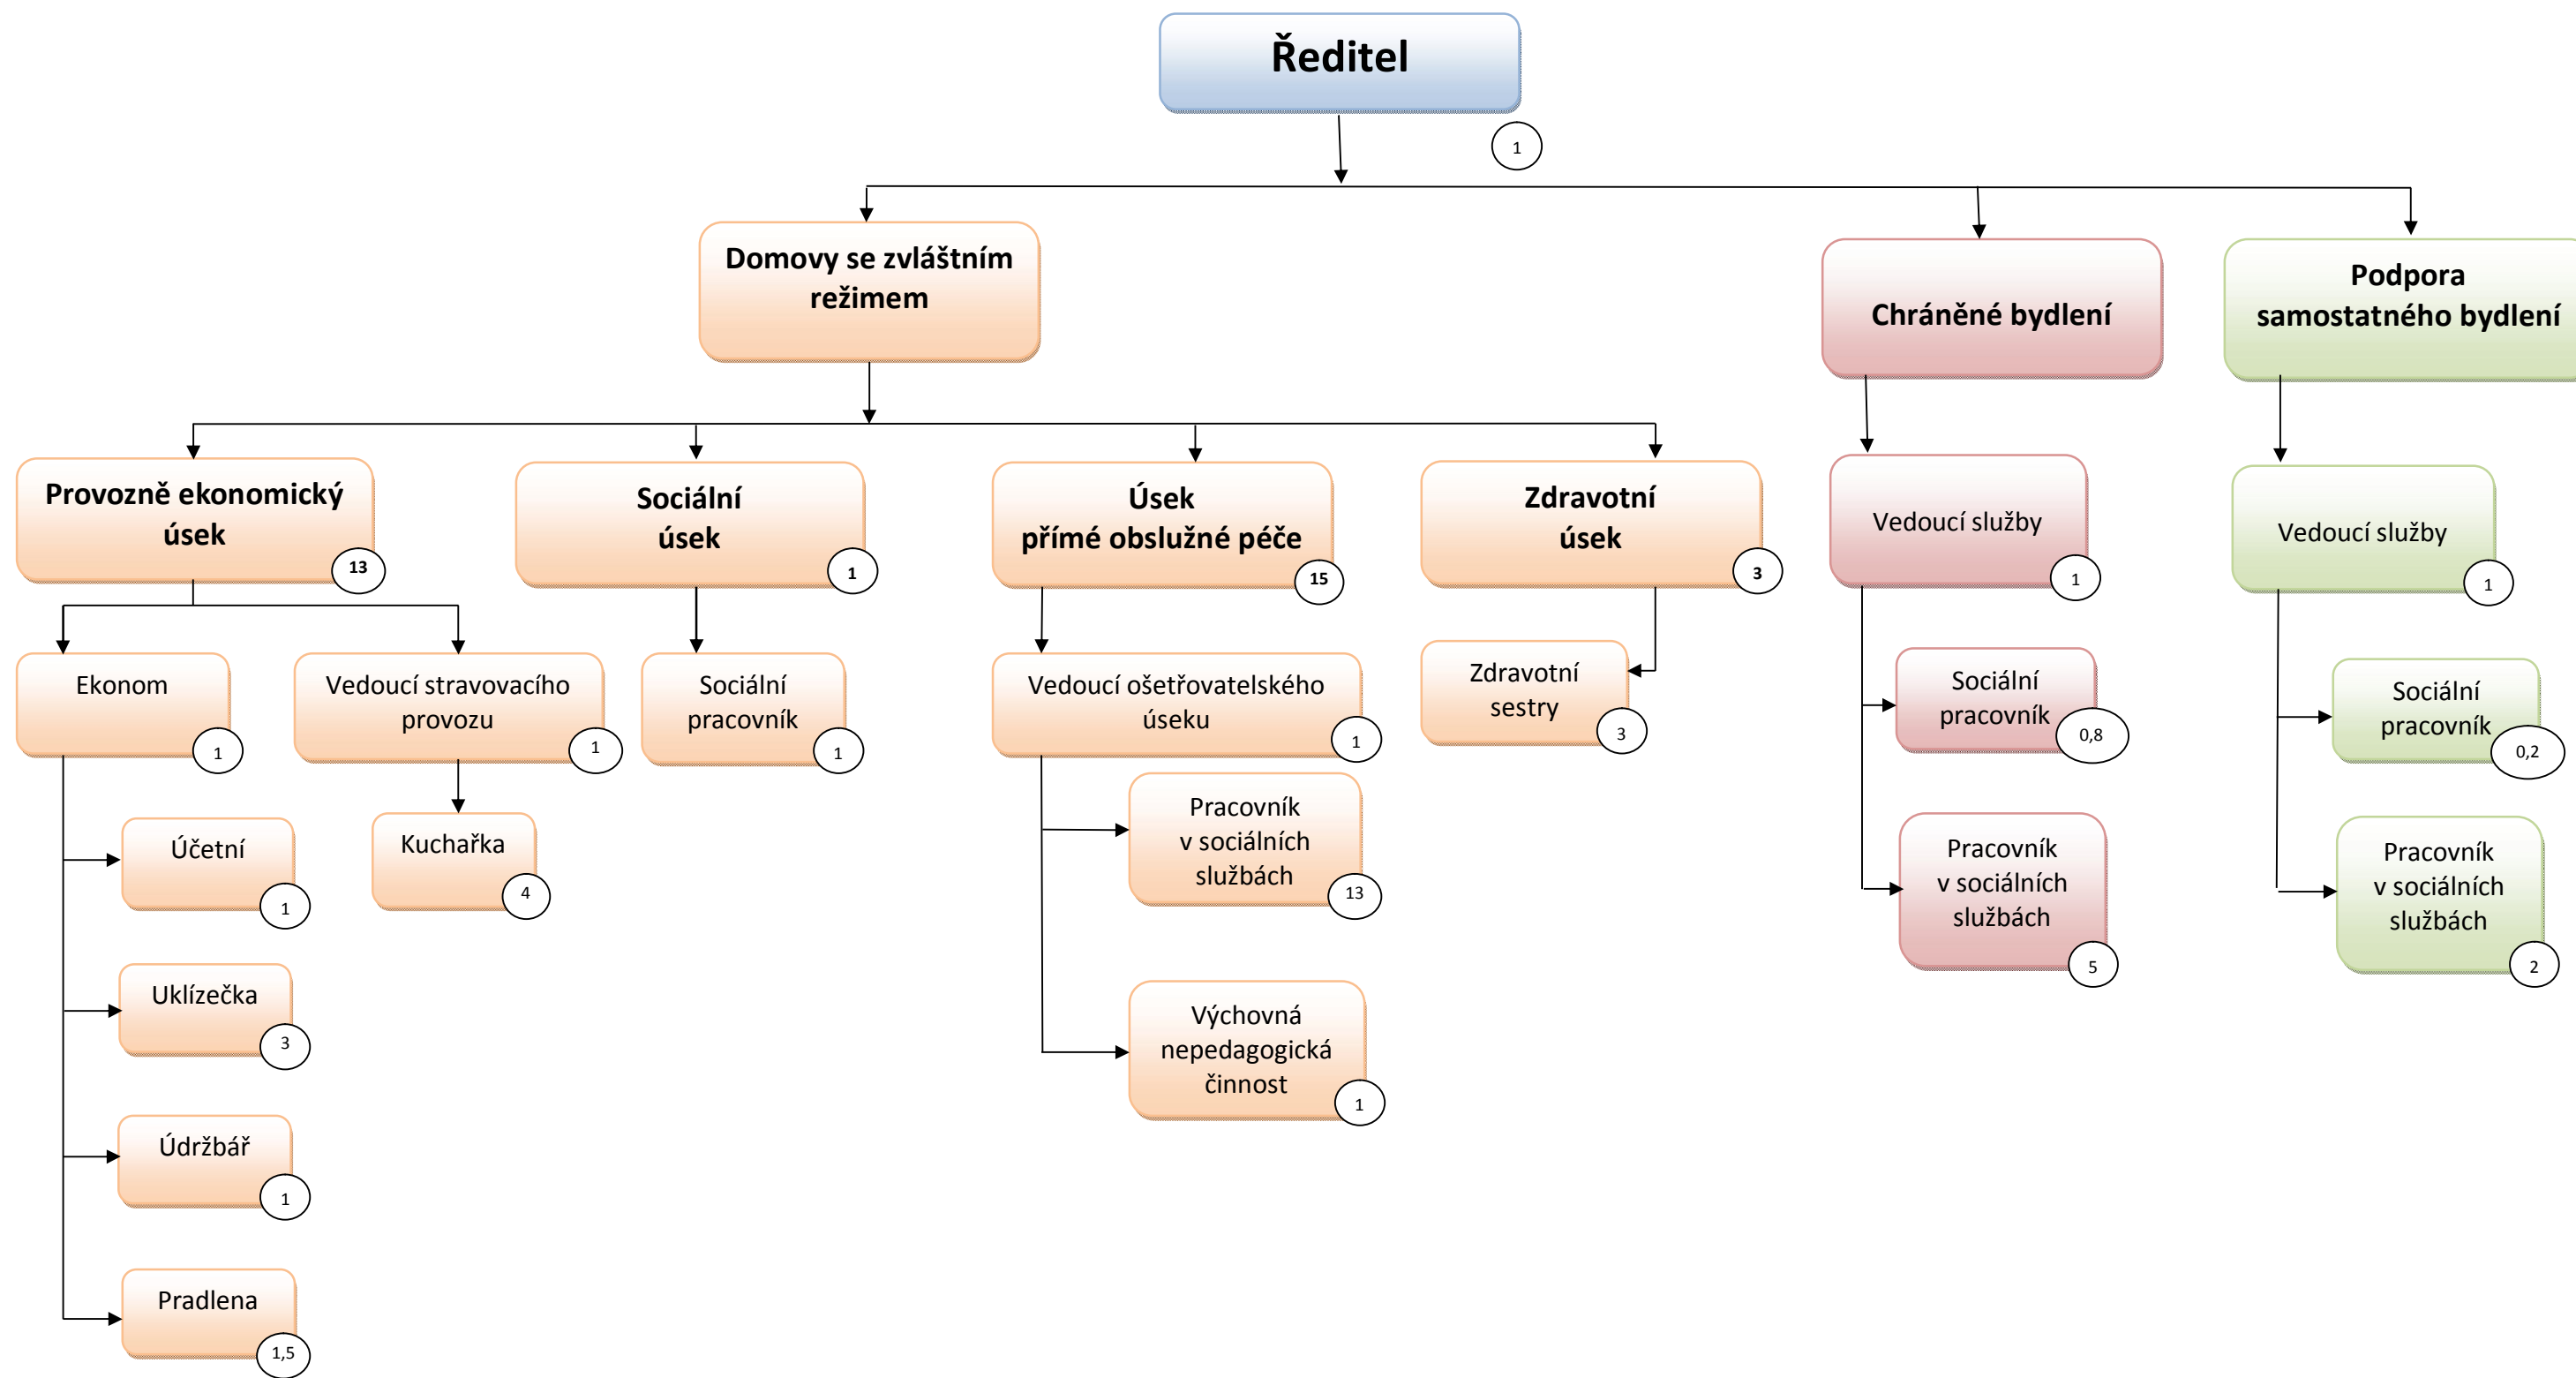 Ředitel
1
Domovy se zvláštním
režimem
Chráněné bydlení
Podpora
samostatného bydlení
Provozně ekonomický
úsek
13
Sociální
úsek
1
Úsek
přímé obslužné péče
15
Zdravotní
úsek
3
Vedoucí služby
1
Vedoucí služby
1
Ekonom
1
Vedoucí stravovacího
provozu
1
Sociální
pracovník
1
Vedoucí ošetřovatelského
úseku
1
Zdravotní
sestry
3
Sociální
pracovník
0,8
Sociální
pracovník
0,2
Účetní
1
Kuchařka
4
Pracovník
v sociálních
službách
13
Pracovník
v sociálních
službách
5
Pracovník
v sociálních
službách
2
Uklízečka
3
Výchovná
nepedagogická
činnost
1
Údržbář
1
Pradlena
1,5